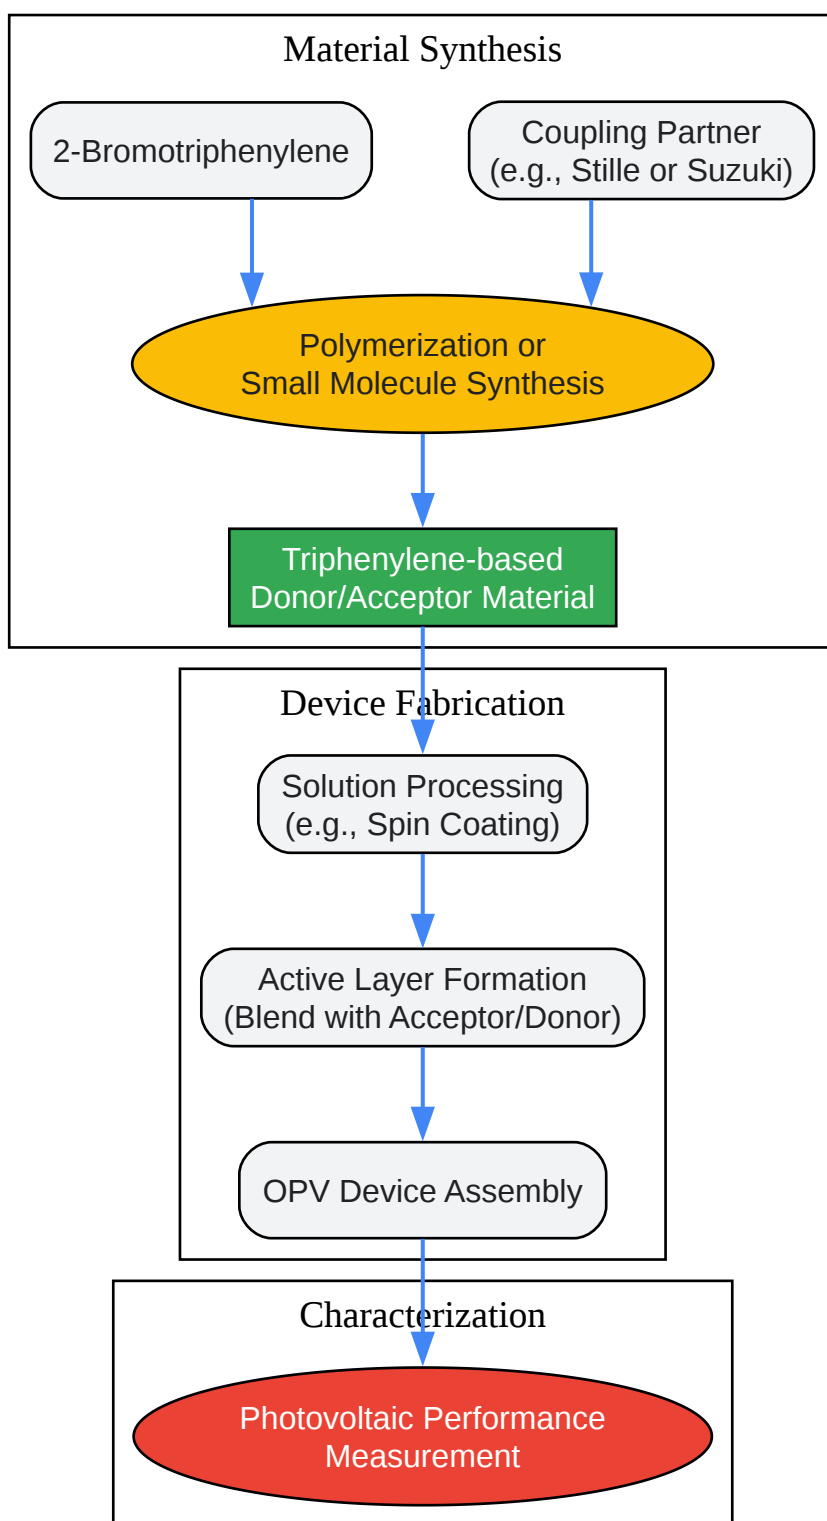 Material Synthesis
2-Bromotriphenylene
Coupling Partner
(e.g., Stille or Suzuki)
Polymerization or
Small Molecule Synthesis
Triphenylene-based
Donor/Acceptor Material
Device Fabrication
Solution Processing
(e.g., Spin Coating)
Active Layer Formation
(Blend with Acceptor/Donor)
OPV Device Assembly
Characterization
Photovoltaic Performance
Measurement